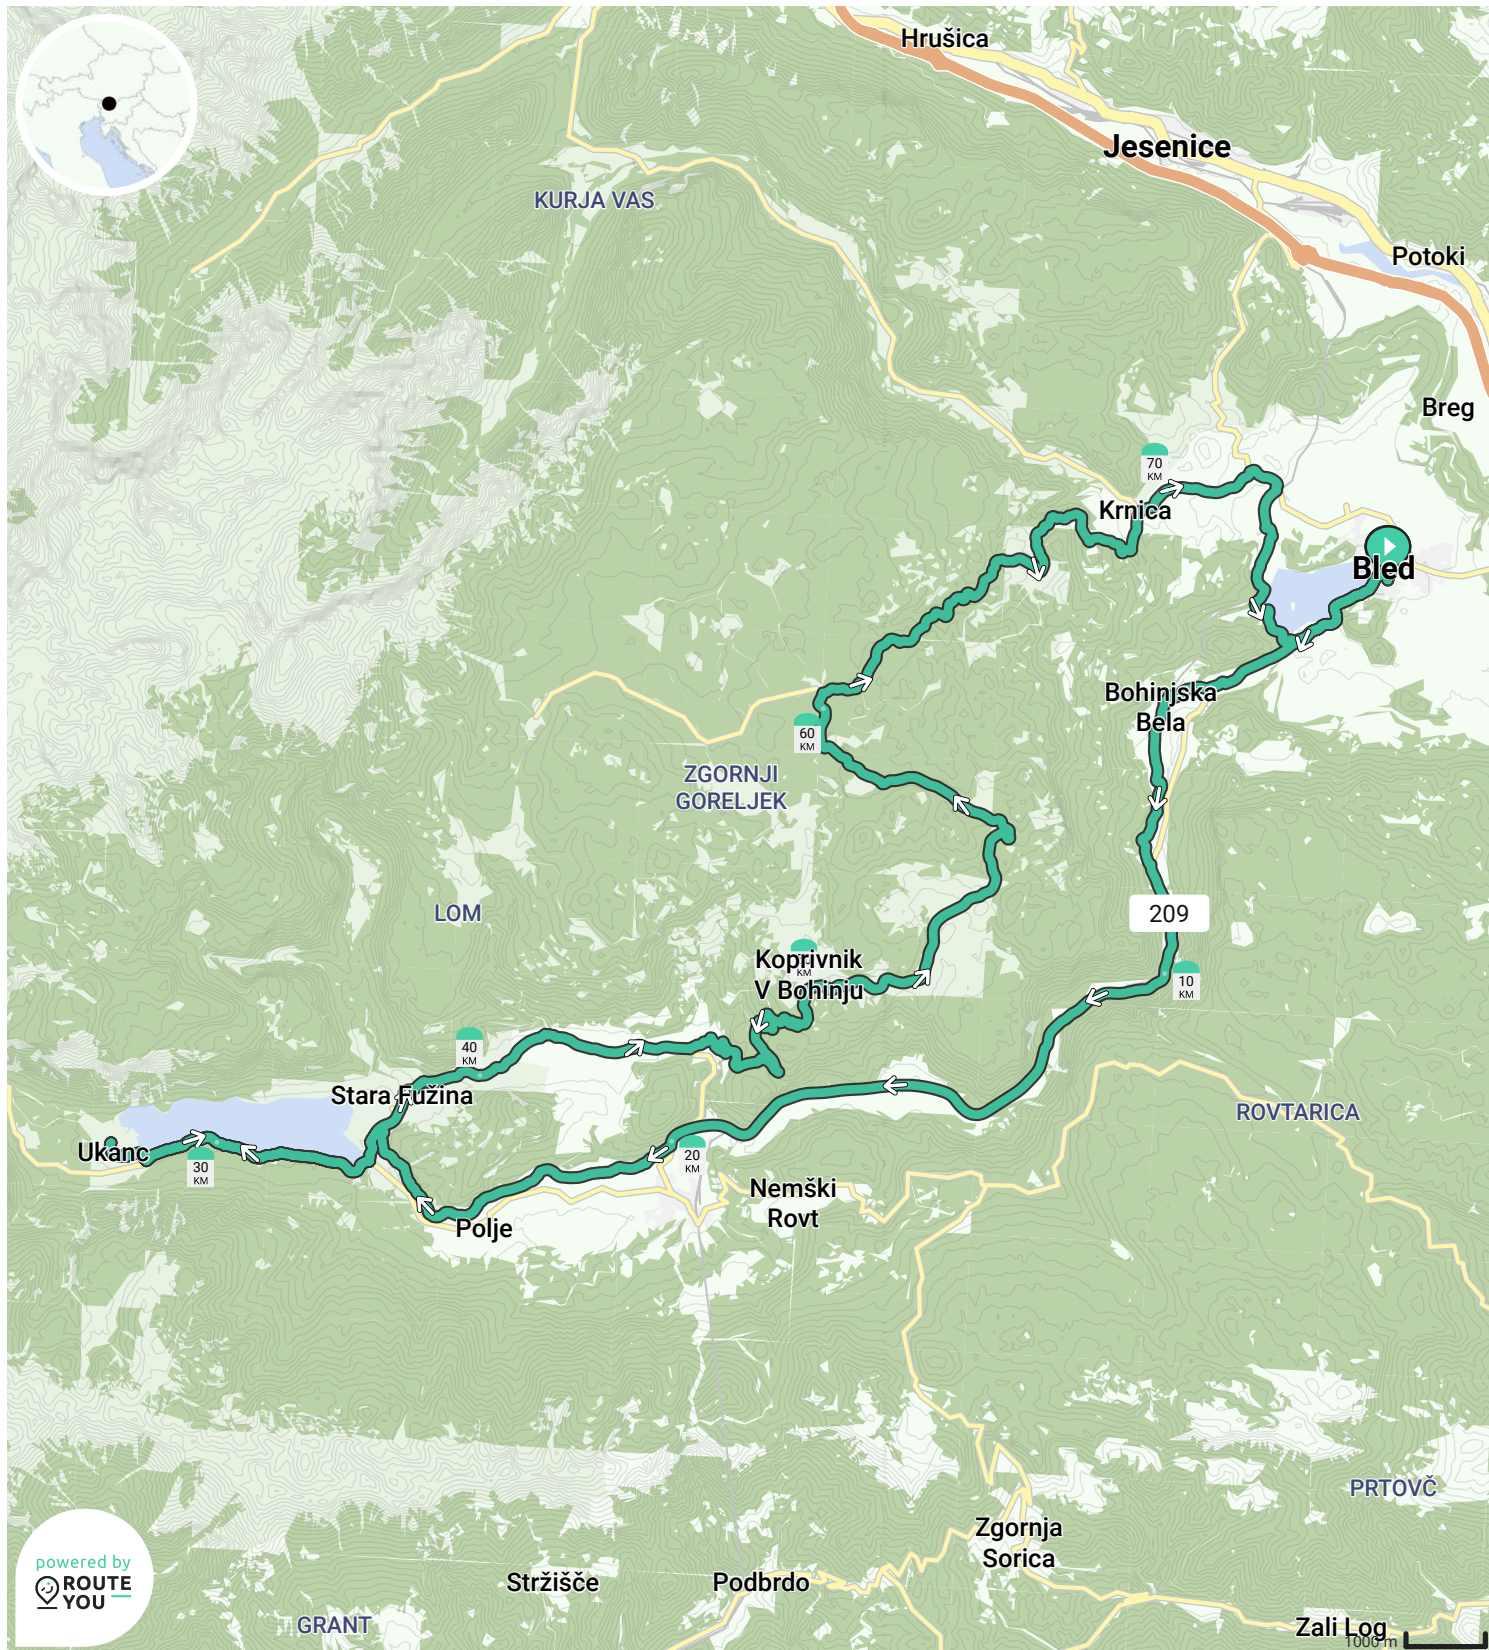 Hrušica
Jesenice
KURJA VAS
Potoki
Breg
70
KM
Krnica
Bled
Bohinjska
Bela
60
KM
ZGORNJI
GORELJEK
LOM
209
Koprivnik
KM
V Bohinju
10
KM
40
KM
Stara Fužina
ROVTARICA
Ukanc
30
KM
20
KM
Nemški
Rovt
Polje
PRTOVČ
Zgornja
Sorica
powered by
ROUTE
YOU
Stržišče
Podbrdo
GRANT
Zali Log
1000 m